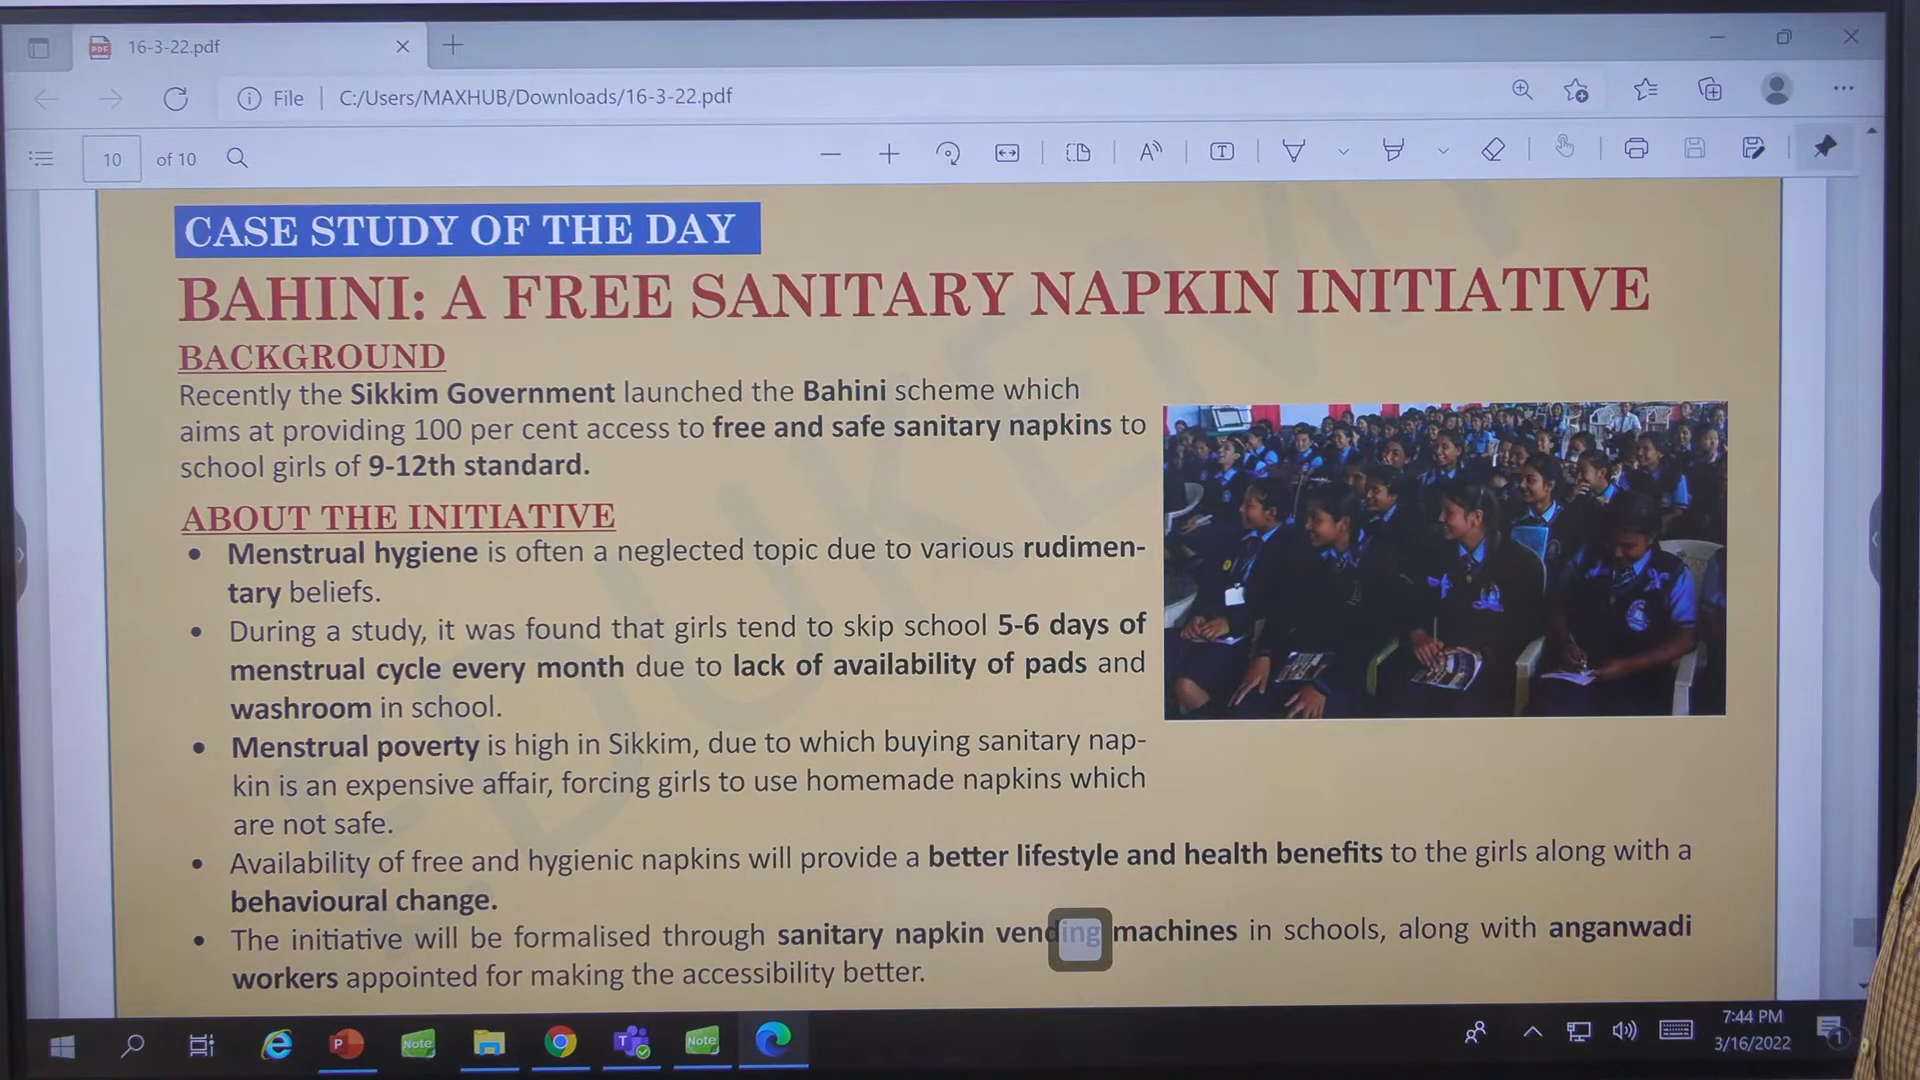 16-3-22.pdf
File | C:/Users/MAXHUB/Downloads/16-3-22.pdf
10 of 10
CASE STUDY OF THE DAY
BAHINI: A FREE SANITARY NAPKIN INITIATIVE
BACKGROUND
Recently the Sikkim Government launched the Bahini scheme which
aims at providing 100 per cent access to free and safe sanitary napkins to
school girls of 9-12th standard.
ABOUT THE INITIATIVE
• Menstrual hygiene is often a neglected topic due to various rudimen-
tary beliefs.
• During a study, it was found that girls tend to skip school 5-6 days of
menstrual cycle every month due to lack of availability of pads and
washroom in school.
• Menstrual poverty is high in Sikkim, due to which buying sanitary nap-
kin is an expensive affair, forcing girls to use homemade napkins which
are not safe.
• Availability of free and hygienic napkins will provide a better lifestyle and health benefits to the girls along with a
behavioural change.
• The initiative will be formalised through sanitary napkin vending machines in schools, along with anganwadi
workers appointed for making the accessibility better.
EDUKEMY
Note
Note
7:44 PM
3/16/2022
1